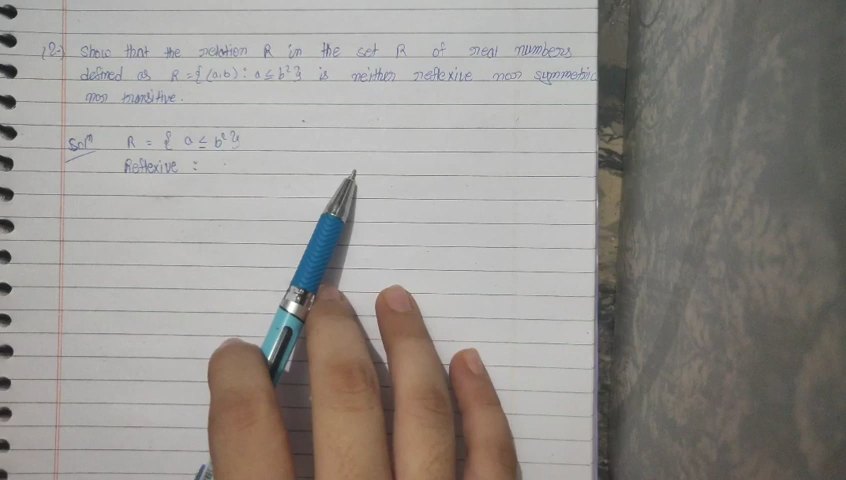 (2.) Show that the relation R in the set R of real numbers
defined as R = { (a,b) : a ≤ b² } is neither reflexive nor symmetric
nor transitive.
Solⁿ R = { a ≤ b² }
Reflexive :